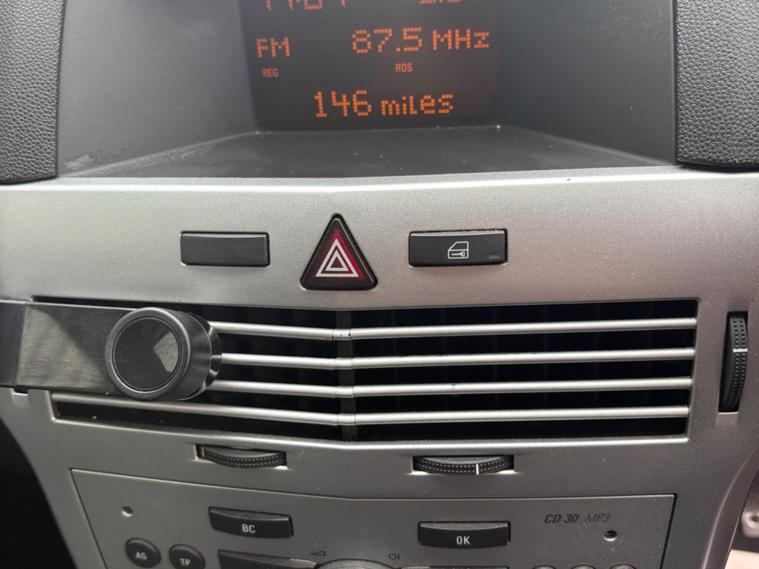 FM 87.5 MHz
REG RDS
146 miles
CD 30 MP3
BC OK
AS TP